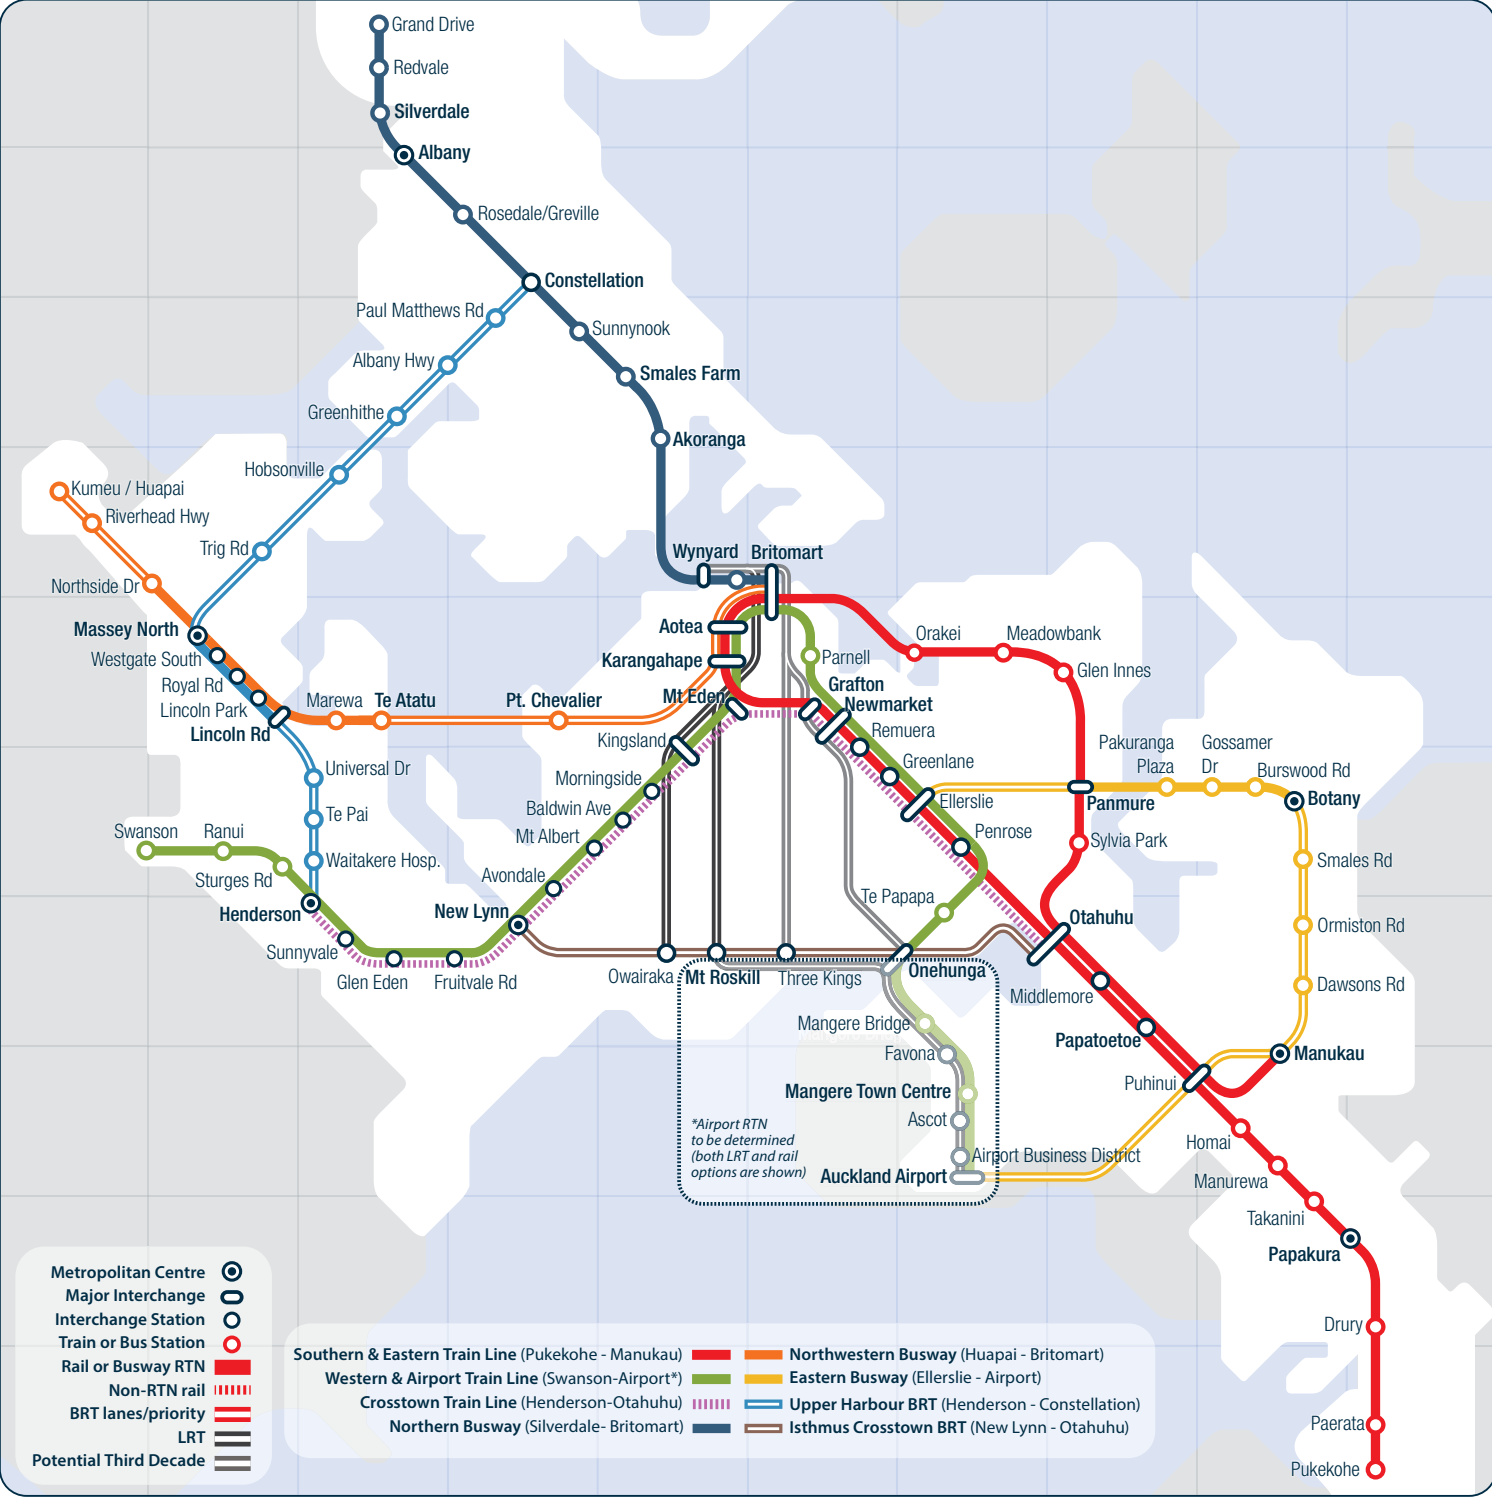 Grand Drive
Redvale
Silverdale
Albany
Rosedale/Greville
Constellation
Paul Matthews Rd
Sunnynook
Albany Hwy
Smales Farm
Greenhithe
Akoranga
Hobsonville
Kumeu / Huapai
Riverhead Hwy
Trig Rd
Northside Dr
Wynyard
Britomart
Massey North
Aotea
Orakei
Meadowbank
Westgate South
Karangahape
Parnell
Glen Innes
Royal Rd
Lincoln Park
Lincoln Rd
Marewa
Te Atatu
Pt. Chevalier
Mt Eden
Grafton
Newmarket
Remuera
Kingsland
Greenlane
Pakuranga
Plaza
Gossamer
Dr
Burswood Rd
Universal Dr
Morningside
Ellerslie
Panmure
Botany
Te Pai
Baldwin Ave
Swanson
Ranui
Mt Albert
Penrose
Sylvia Park
Waitakere Hosp.
Smales Rd
Sturges Rd
Avondale
Te Papapa
Henderson
New Lynn
Otahuhu
Ormiston Rd
Sunnyvale
Glen Eden
Fruitvale Rd
Owairaka
Mt Roskill
Three Kings
Onehunga
Middlemore
Dawsons Rd
Mangere Bridge
Papatoetoe
Favona
Manukau
Mangere Town Centre
Puhinui
Ascot
*Airport RTN
to be determined
(both LRT and rail
options are shown)
Homai
Airport Business District
Auckland Airport
Manurewa
Takanini
Papakura
Drury
Paerata
Pukekohe
Metropolitan Centre
Major Interchange
Interchange Station
Train or Bus Station
Rail or Busway RTN
Non-RTN rail
BRT lanes/priority
LRT
Potential Third Decade
Southern & Eastern Train Line (Pukekohe - Manukau)
Western & Airport Train Line (Swanson-Airport*)
Crosstown Train Line (Henderson-Otahuhu)
Northern Busway (Silverdale- Britomart)
Northwestern Busway (Huapai - Britomart)
Eastern Busway (Ellerslie - Airport)
Upper Harbour BRT (Henderson - Constellation)
Isthmus Crosstown BRT (New Lynn - Otahuhu)